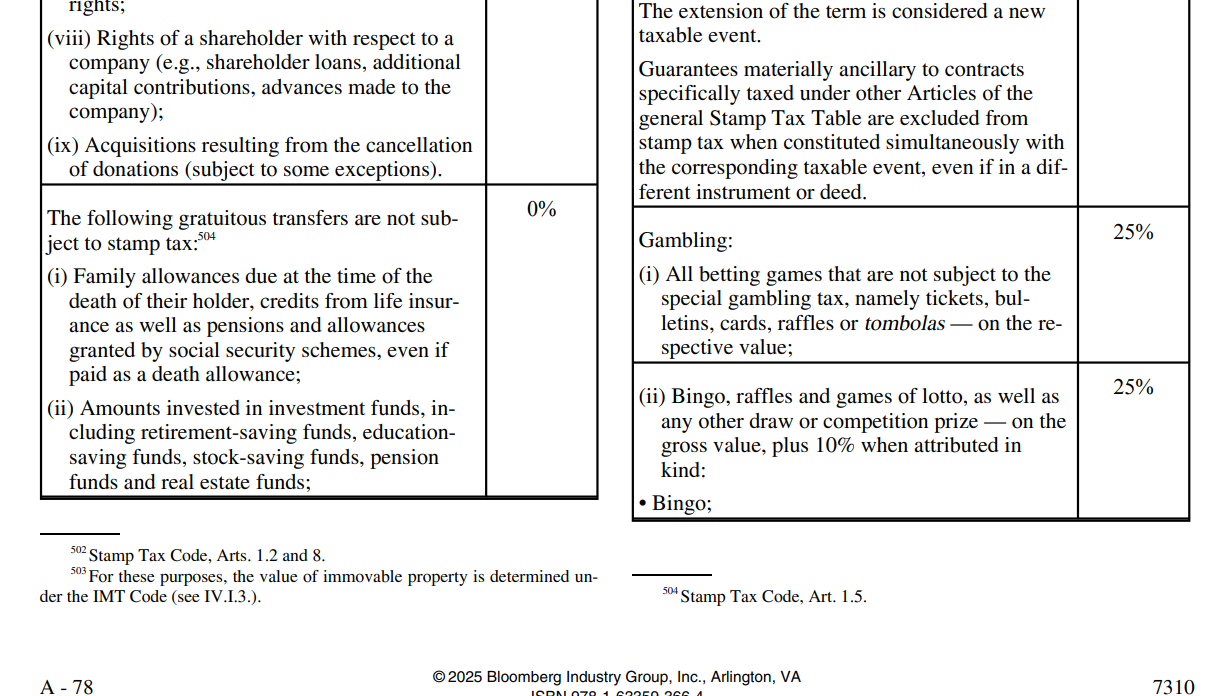 rights;
(viii) Rights of a shareholder with respect to a
company (e.g., shareholder loans, additional
capital contributions, advances made to the
company);
(ix) Acquisitions resulting from the cancellation
of donations (subject to some exceptions).
The following gratuitous transfers are not sub-
ject to stamp tax:504
0%
(i) Family allowances due at the time of the
death of their holder, credits from life insur-
ance as well as pensions and allowances
granted by social security schemes, even if
paid as a death allowance;
(ii) Amounts invested in investment funds, in-
cluding retirement-saving funds, education-
saving funds, stock-saving funds, pension
funds and real estate funds;
502 Stamp Tax Code, Arts. 1.2 and 8.
503 For these purposes, the value of immovable property is determined un-
der the IMT Code (see IV.I.3.).
The extension of the term is considered a new
taxable event.
Guarantees materially ancillary to contracts
specifically taxed under other Articles of the
general Stamp Tax Table are excluded from
stamp tax when constituted simultaneously with
the corresponding taxable event, even if in a dif-
ferent instrument or deed.
Gambling:
25%
(i) All betting games that are not subject to the
special gambling tax, namely tickets, bul-
letins, cards, raffles or tombolas — on the re-
spective value;
(ii) Bingo, raffles and games of lotto, as well as
25%
any other draw or competition prize — on the
gross value, plus 10% when attributed in
kind:
• Bingo;
504 Stamp Tax Code, Art. 1.5.
A - 78
© 2025 Bloomberg Industry Group, Inc., Arlington, VA
ISBN 978-1-63359-366-4
7310